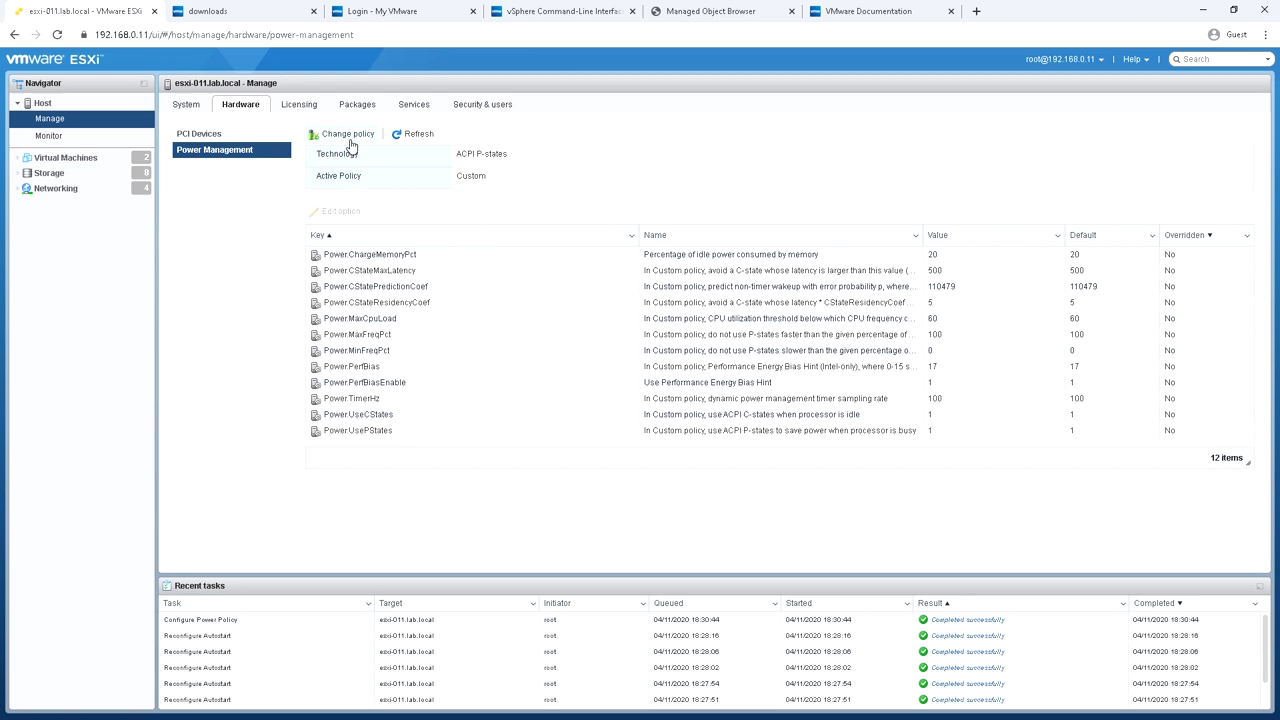 esxi-011.lab.local - VMware ESXi
downloads
Login - My VMware
vSphere Command-Line Interfac
Managed Object Browser
VMware Documentation
192.168.0.11/ui/#/host/manage/hardware/power-management
Guest
vmware ESXi
root@192.168.0.11
Help
Search
Navigator
esxi-011.lab.local - Manage
Host
Manage
Monitor
Virtual Machines 2
Storage 8
Networking 4
System Hardware Licensing Packages Services Security & users
PCI Devices
Power Management
Change policy Refresh
Technology ACPI P-states
Active Policy Custom
Edit option
Key Name Value Default Overridden
Power.ChargeMemoryPct Percentage of idle power consumed by memory 20 20 No
Power.CStateMaxLatency In Custom policy, avoid a C-state whose latency is larger than this value (... 500 500 No
Power.CStatePredictionCoef In Custom policy, predict non-timer wakeup with error probability p, where... 110479 110479 No
Power.CStateResidencyCoef In Custom policy, avoid a C-state whose latency * CStateResidencyCoef... 5 5 No
Power.MaxCpuLoad In Custom policy, CPU utilization threshold below which CPU frequency c... 60 60 No
Power.MaxFreqPct In Custom policy, do not use P-states faster than the given percentage of... 100 100 No
Power.MinFreqPct In Custom policy, do not use P-states slower than the given percentage o... 0 0 No
Power.PerfBias In Custom policy, Performance Energy Bias Hint (Intel-only), where 0-15 s... 17 17 No
Power.PerfBiasEnable Use Performance Energy Bias Hint 1 1 No
Power.TimerHz In Custom policy, dynamic power management timer sampling rate 100 100 No
Power.UseCStates In Custom policy, use ACPI C-states when processor is idle 1 1 No
Power.UsePStates In Custom policy, use ACPI P-states to save power when processor is busy 1 1 No
12 items
Recent tasks
Task Target Initiator Queued Started Result Completed
Configure Power Policy esxi-011.lab.local root 04/11/2020 18:30:44 04/11/2020 18:30:44 Completed successfully 04/11/2020 18:30:44
Reconfigure Autostart esxi-011.lab.local root 04/11/2020 18:28:16 04/11/2020 18:28:16 Completed successfully 04/11/2020 18:28:16
Reconfigure Autostart esxi-011.lab.local root 04/11/2020 18:28:06 04/11/2020 18:28:06 Completed successfully 04/11/2020 18:28:06
Reconfigure Autostart esxi-011.lab.local root 04/11/2020 18:28:02 04/11/2020 18:28:02 Completed successfully 04/11/2020 18:28:02
Reconfigure Autostart esxi-011.lab.local root 04/11/2020 18:27:54 04/11/2020 18:27:54 Completed successfully 04/11/2020 18:27:54
Reconfigure Autostart esxi-011.lab.local root 04/11/2020 18:27:51 04/11/2020 18:27:51 Completed successfully 04/11/2020 18:27:51